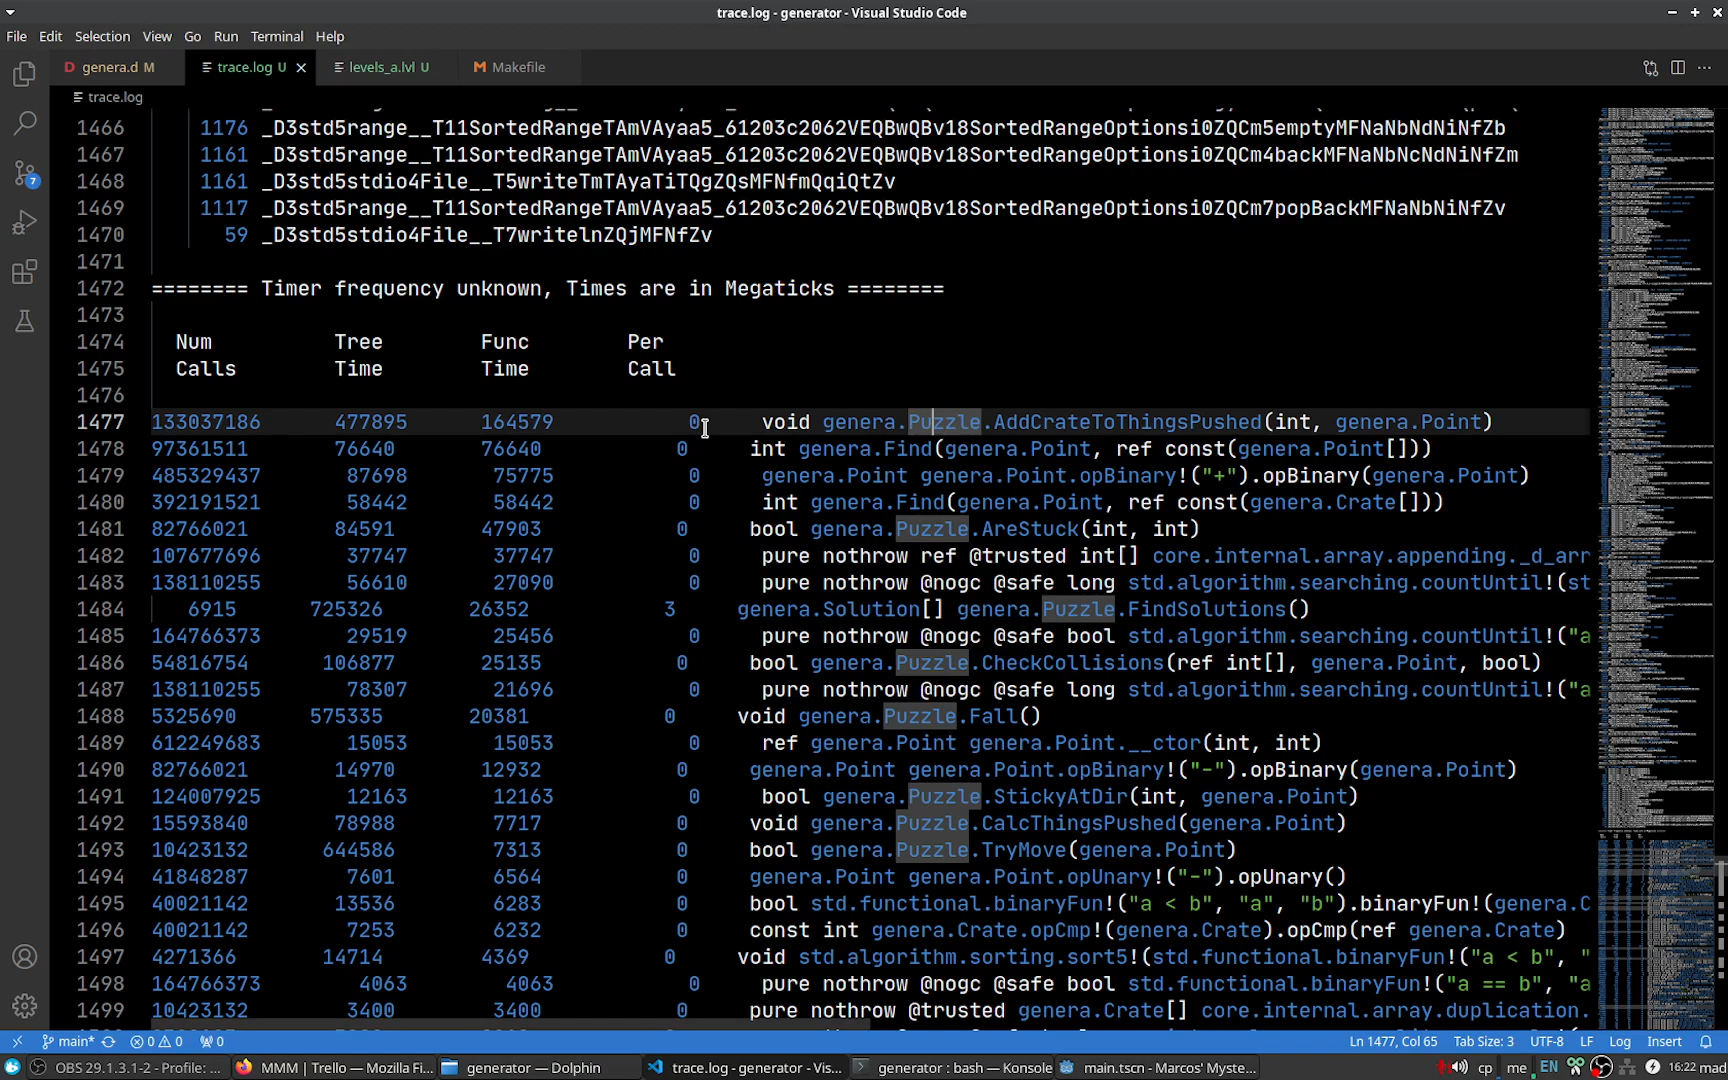 trace.log - generator - Visual Studio Code
File Edit Selection View Go Run Terminal Help
D genera.d M trace.log U × levels_a.lvl U M Makefile
trace.log
1466 1176 _D3std5range__T11SortedRangeTAmVAyaa5_61203c2062VEQBwQBv18SortedRangeOptionsi0ZQCm5emptyMFNaNbNdNiNfZb
1467 1161 _D3std5range__T11SortedRangeTAmVAyaa5_61203c2062VEQBwQBv18SortedRangeOptionsi0ZQCm4backMFNaNbNcNdNiNfZm
1468 1161 _D3std5stdio4File__T5writeTmTAyaTiTQgZQsMFNfmQqiQtZv
1469 1117 _D3std5range__T11SortedRangeTAmVAyaa5_61203c2062VEQBwQBv18SortedRangeOptionsi0ZQCm7popBackMFNaNbNiNfZv
1470 59 _D3std5stdio4File__T7writelnZQjMFNfZv
1471
1472 ======== Timer frequency unknown, Times are in Megaticks ========
1473
1474 Num Tree Func Per
1475 Calls Time Time Call
1476
1477 133037186 477895 164579 0 void genera.Puzzle.AddCrateToThingsPushed(int, genera.Point)
1478 97361511 76640 76640 0 int genera.Find(genera.Point, ref const(genera.Point[]))
1479 485329437 87698 75775 0 genera.Point genera.Point.opBinary!("+").opBinary(genera.Point)
1480 392191521 58442 58442 0 int genera.Find(genera.Point, ref const(genera.Crate[]))
1481 82766021 84591 47903 0 bool genera.Puzzle.AreStuck(int, int)
1482 107677696 37747 37747 0 pure nothrow ref @trusted int[] core.internal.array.appending._d_arr
1483 138110255 56610 27090 0 pure nothrow @nogc @safe long std.algorithm.searching.countUntil!(st
1484 6915 725326 26352 3 genera.Solution[] genera.Puzzle.FindSolutions()
1485 164766373 29519 25456 0 pure nothrow @nogc @safe bool std.algorithm.searching.countUntil!("a
1486 54816754 106877 25135 0 bool genera.Puzzle.CheckCollisions(ref int[], genera.Point, bool)
1487 138110255 78307 21696 0 pure nothrow @nogc @safe long std.algorithm.searching.countUntil!("a
1488 5325690 575335 20381 0 void genera.Puzzle.Fall()
1489 612249683 15053 15053 0 ref genera.Point genera.Point.__ctor(int, int)
1490 82766021 14970 12932 0 genera.Point genera.Point.opBinary!("-").opBinary(genera.Point)
1491 124007925 12163 12163 0 bool genera.Puzzle.StickyAtDir(int, genera.Point)
1492 15593840 78988 7717 0 void genera.Puzzle.CalcThingsPushed(genera.Point)
1493 10423132 644586 7313 0 bool genera.Puzzle.TryMove(genera.Point)
1494 41848287 7601 6564 0 genera.Point genera.Point.opUnary!("-").opUnary()
1495 40021142 13536 6283 0 bool std.functional.binaryFun!("a < b", "a", "b").binaryFun!(genera.C
1496 40021142 7253 6232 0 const int genera.Crate.opCmp!(genera.Crate).opCmp(ref genera.Crate)
1497 4271366 14714 4369 0 void std.algorithm.sorting.sort5!(std.functional.binaryFun!("a < b", "
1498 164766373 4063 4063 0 pure nothrow @nogc @safe bool std.functional.binaryFun!("a == b", "a
1499 10423132 3400 3400 0 pure nothrow @trusted genera.Crate[] core.internal.array.duplication.
7
main* 0 0 0 Ln 1477, Col 65 Tab Size: 3 UTF-8 LF Log Insert
OBS 29.1.3.1-2 - Profile: ... MMM | Trello — Mozilla Fi... generator — Dolphin trace.log - generator - Vis... generator : bash — Konsole main.tscn - Marcos' Myste... cp me EN 16:22 mad